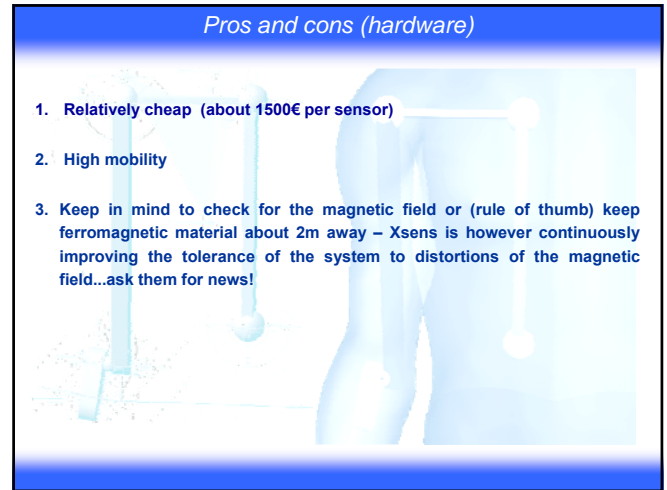 Pros and cons (hardware)
1. Relatively cheap (about 1500€ per sensor)
2. High mobility
3. Keep in mind to check for the magnetic field or (rule of thumb) keep
ferromagnetic material about 2m away – Xsens is however continuously
improving the tolerance of the system to distortions of the magnetic
field...ask them for news!